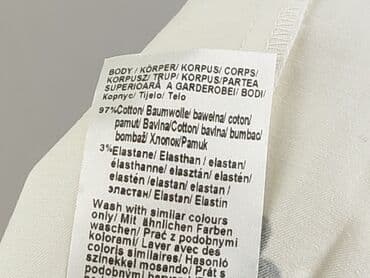 BODY/ KÖRPER/ KORPUS/ CORPS/
KORPUSZ/ TRUP/ KORPUS/PARTEA
SUPERIOARĂ A GARDEROBEI/ BODI/
Корпус/ Tijelo/ Telo
97%Cotton/ Baumwolle/ bawełna/ coton/
pamut/ Bavlna/Cotton/ bavlna/ bumbac/
bombaž/ Хлопок/Pamuk
3%Elastane/ Elasthan / elastan/
élasthanne/ elasztán/ elastén/
elastén/ elastan/ elastan/
эластан/ Elastan/ Elastin
Wash with similar colours
only/ Mit ähnlichen Farben
waschen/ Prać z podobnymi
kolorami/ Laver avec des
coloris similaires/ Hasonló
színekkel mosandó/ Prát s